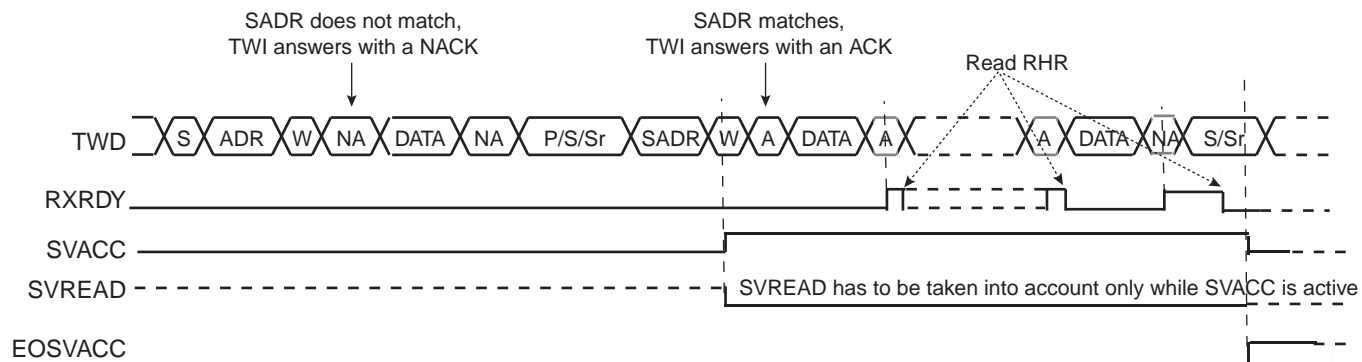 SADR does not match,
TWI answers with a NACK
SADR matches,
TWI answers with an ACK
Read RHR
TWD S ADR W NA DATA NA P/S/Sr SADR W A DATA A A DATA NA S/Sr
RXRDY
SVACC
SVREAD SVREAD has to be taken into account only while SVACC is active
EOSVACC